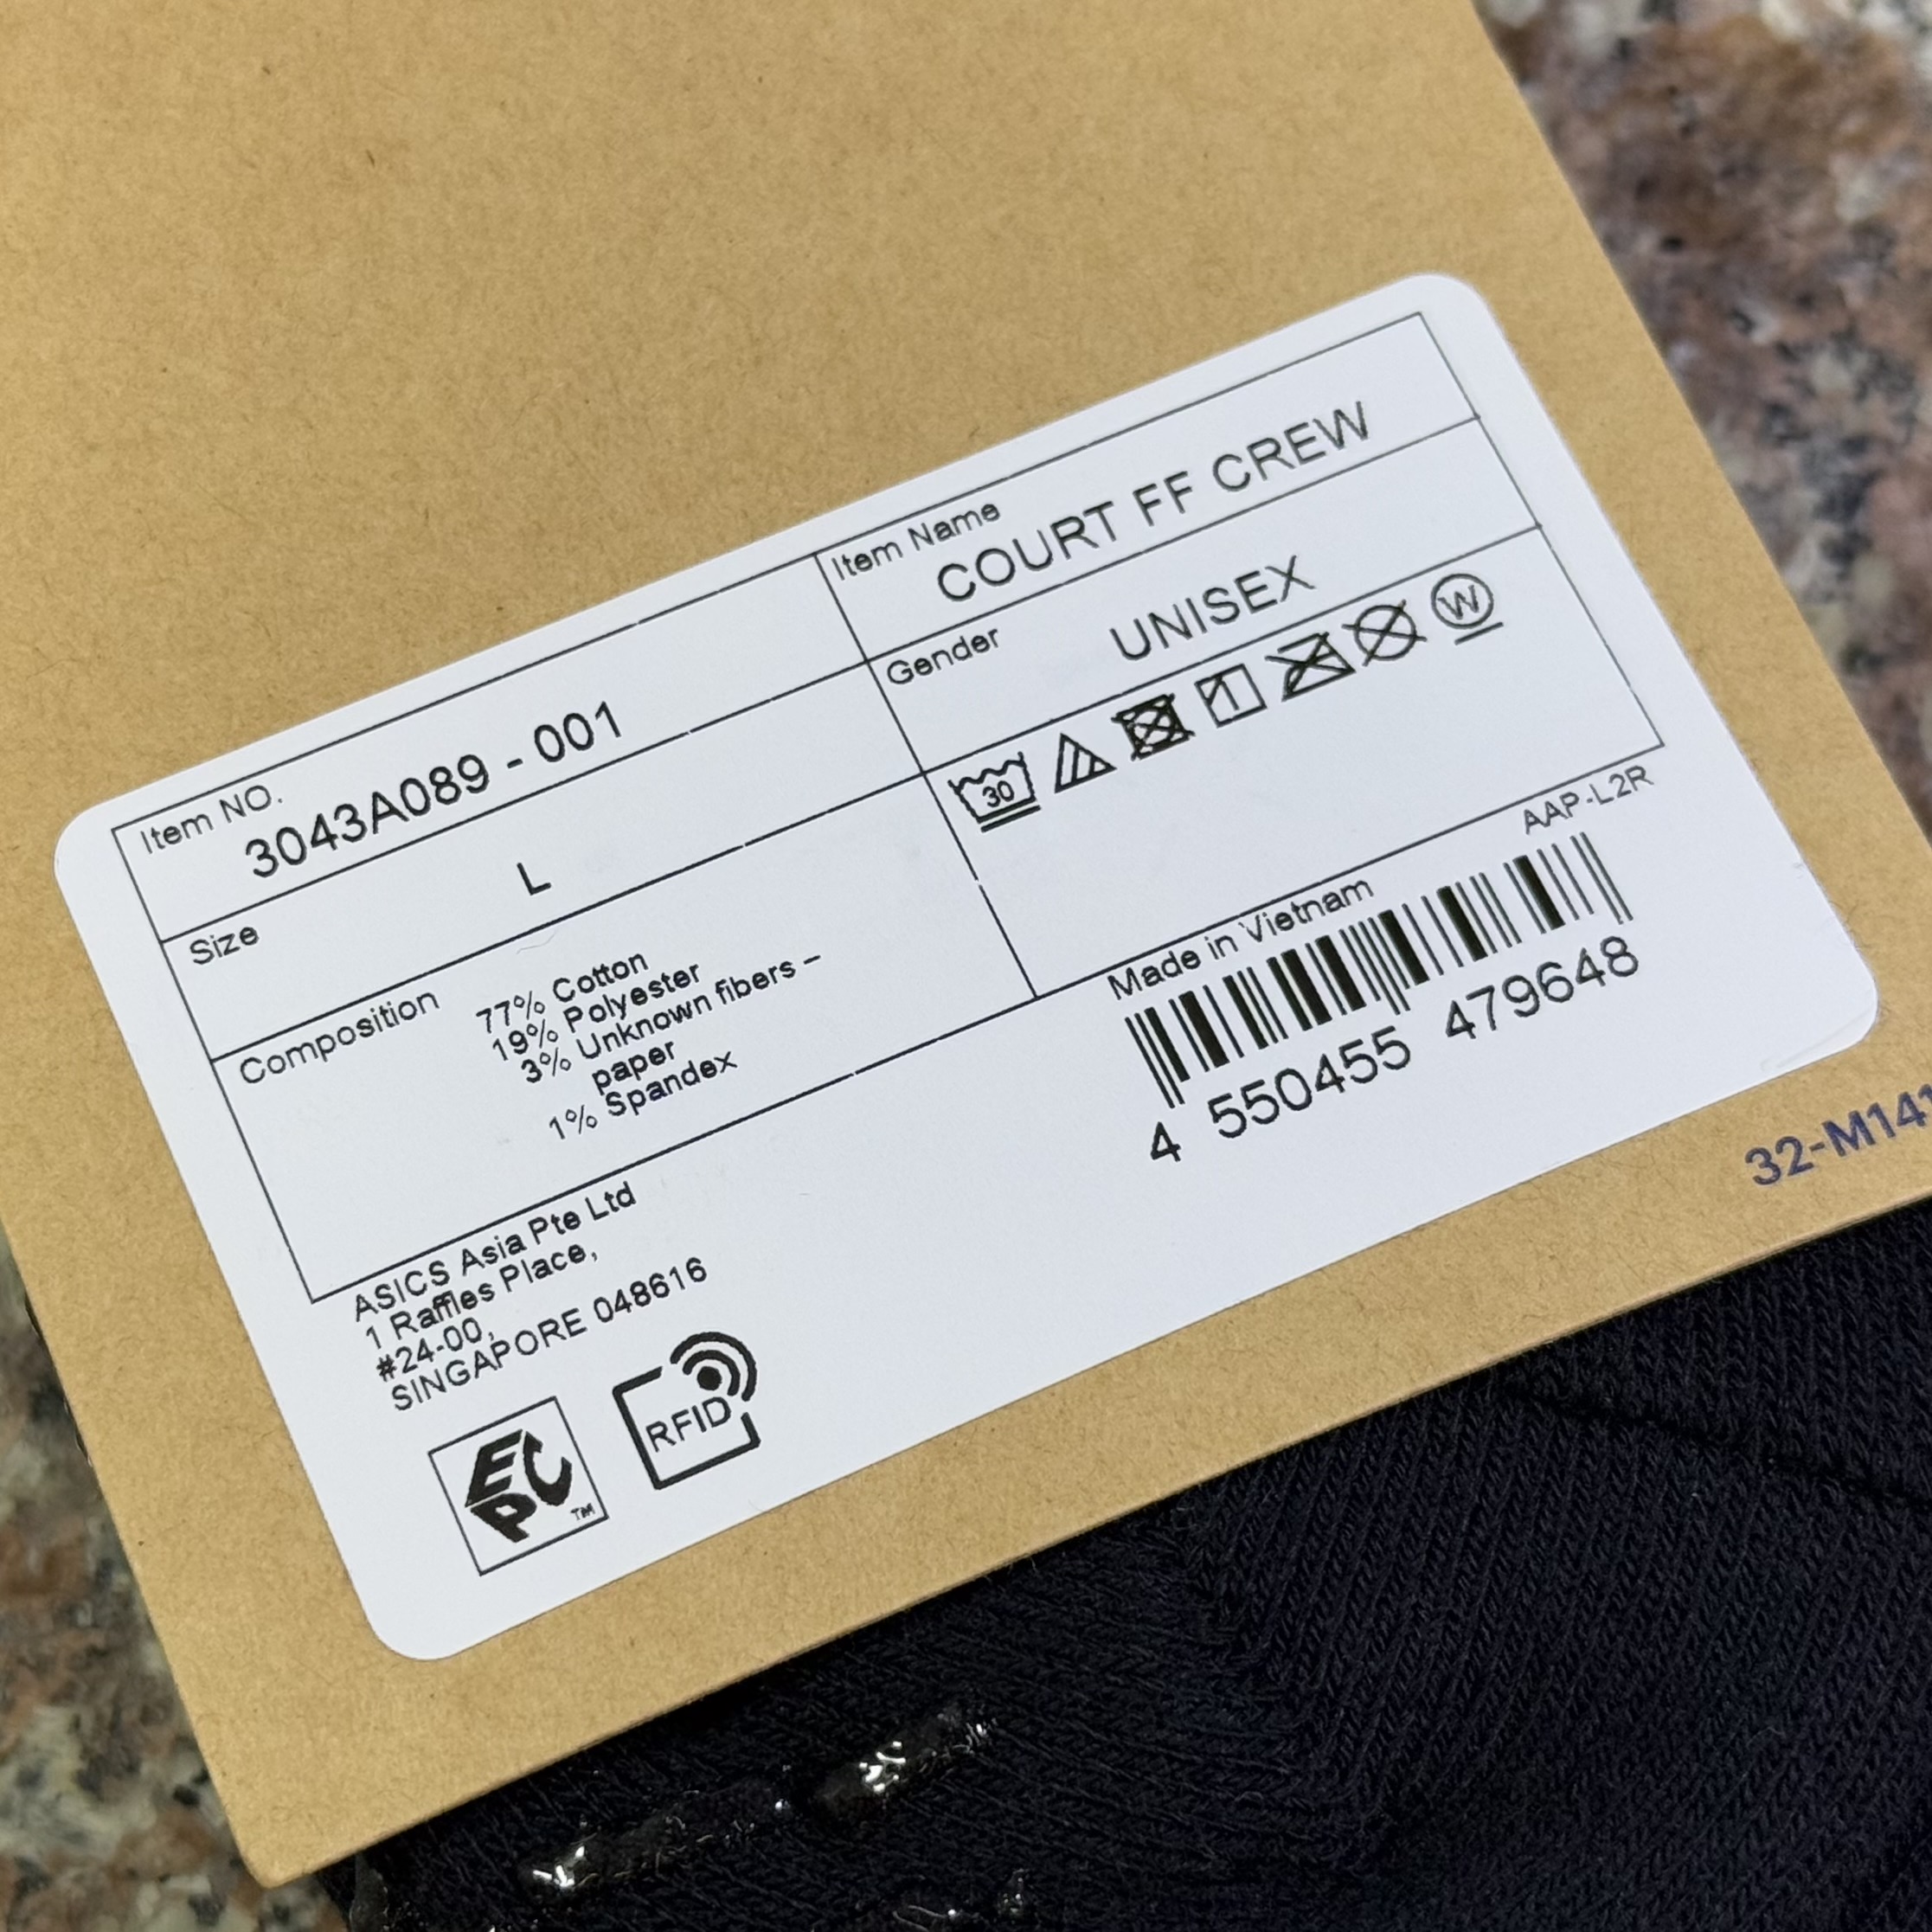 Item NO.
3043A089 - 001
Item Name
COURT FF CREW
Size
L
Gender
UNISEX
Composition
77% Cotton
19% Polyester
3% Unknown fibers –
paper
1% Spandex
30
W
Made in Vietnam
AAP-L2R
4 550455 479648
ASICS Asia Pte Ltd
1 Raffles Place,
#24-00,
SINGAPORE 048616
EPC TM
RFID
32-M141